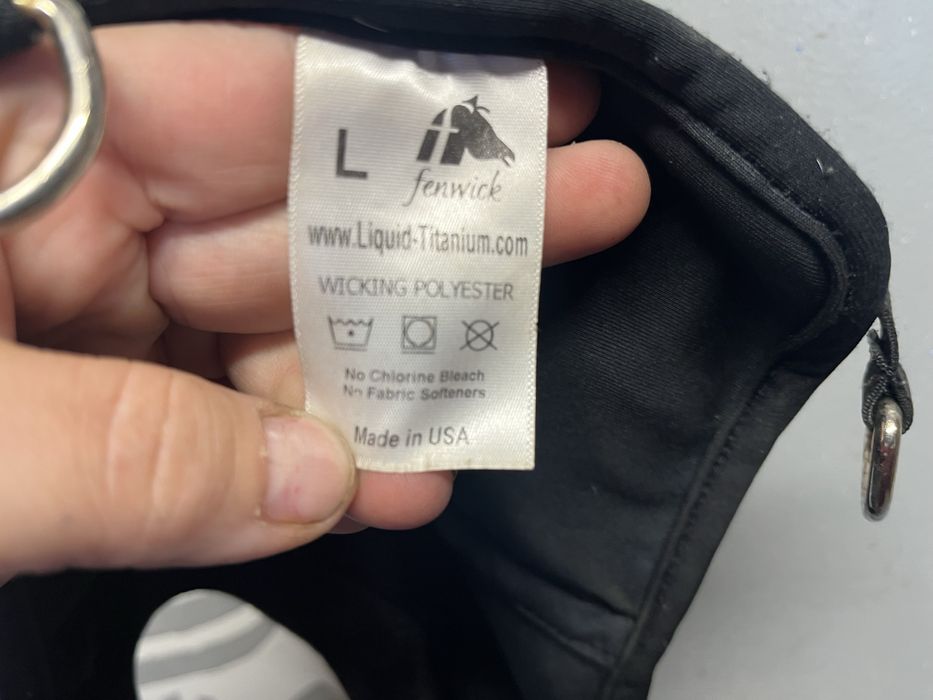 L
fenwick
www.Liquid-Titanium.com
WICKING POLYESTER
No Chlorine Bleach
No Fabric Softeners
Made in USA